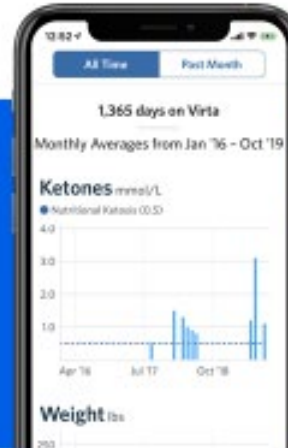 12:52
All Time Past Month
1,365 days on Virta
Monthly Averages from Jan '16 - Oct '19
Ketones mmol/L
Nutritional Ketosis (0.5)
4.0
3.0
2.0
1.0
Apr '16 Jul '17 Oct '18
Weight lbs
250